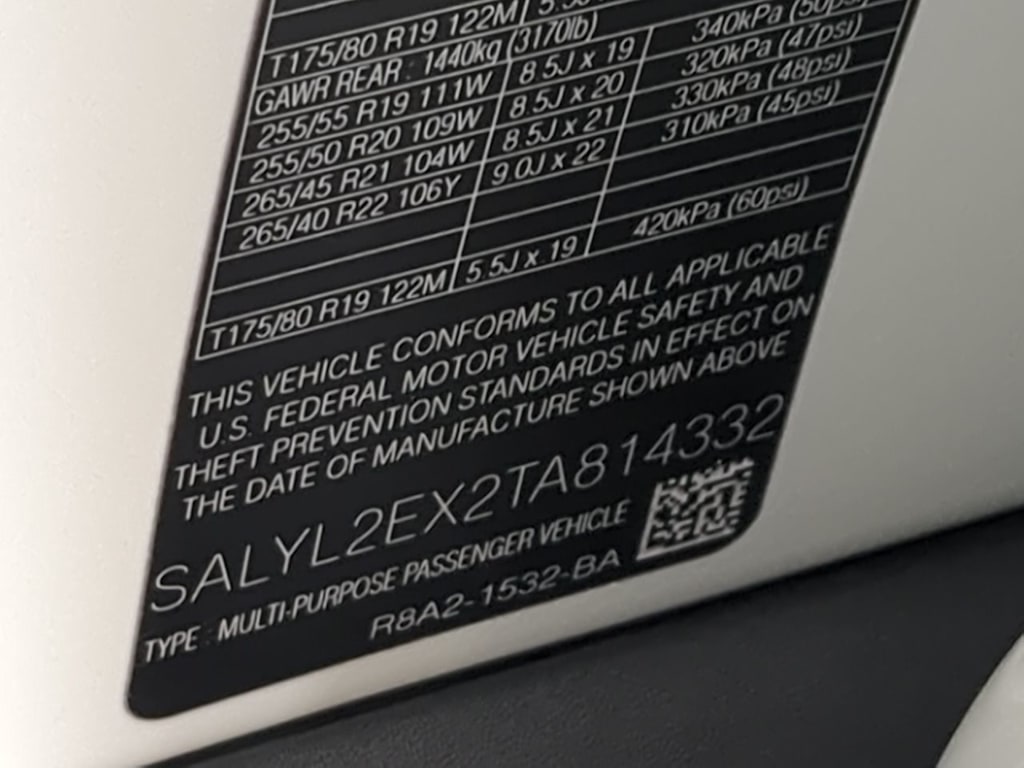 T175/80 R19 122M
GAWR REAR : 1440kg (3170lb)
255/55 R19 111W 8.5J x 19 340kPa (50psi)
255/50 R20 109W 8.5J x 20 320kPa (47psi)
265/45 R21 104W 8.5J x 21 330kPa (48psi)
265/40 R22 106Y 9.0J x 22 310kPa (45psi)
T175/80 R19 122M 5.5J x 19 420kPa (60psi)
THIS VEHICLE CONFORMS TO ALL APPLICABLE
U.S. FEDERAL MOTOR VEHICLE SAFETY AND
THEFT PREVENTION STANDARDS IN EFFECT ON
THE DATE OF MANUFACTURE SHOWN ABOVE
SALYL2EX2TA814332
TYPE : MULTI-PURPOSE PASSENGER VEHICLE
R8A2-1532-BA